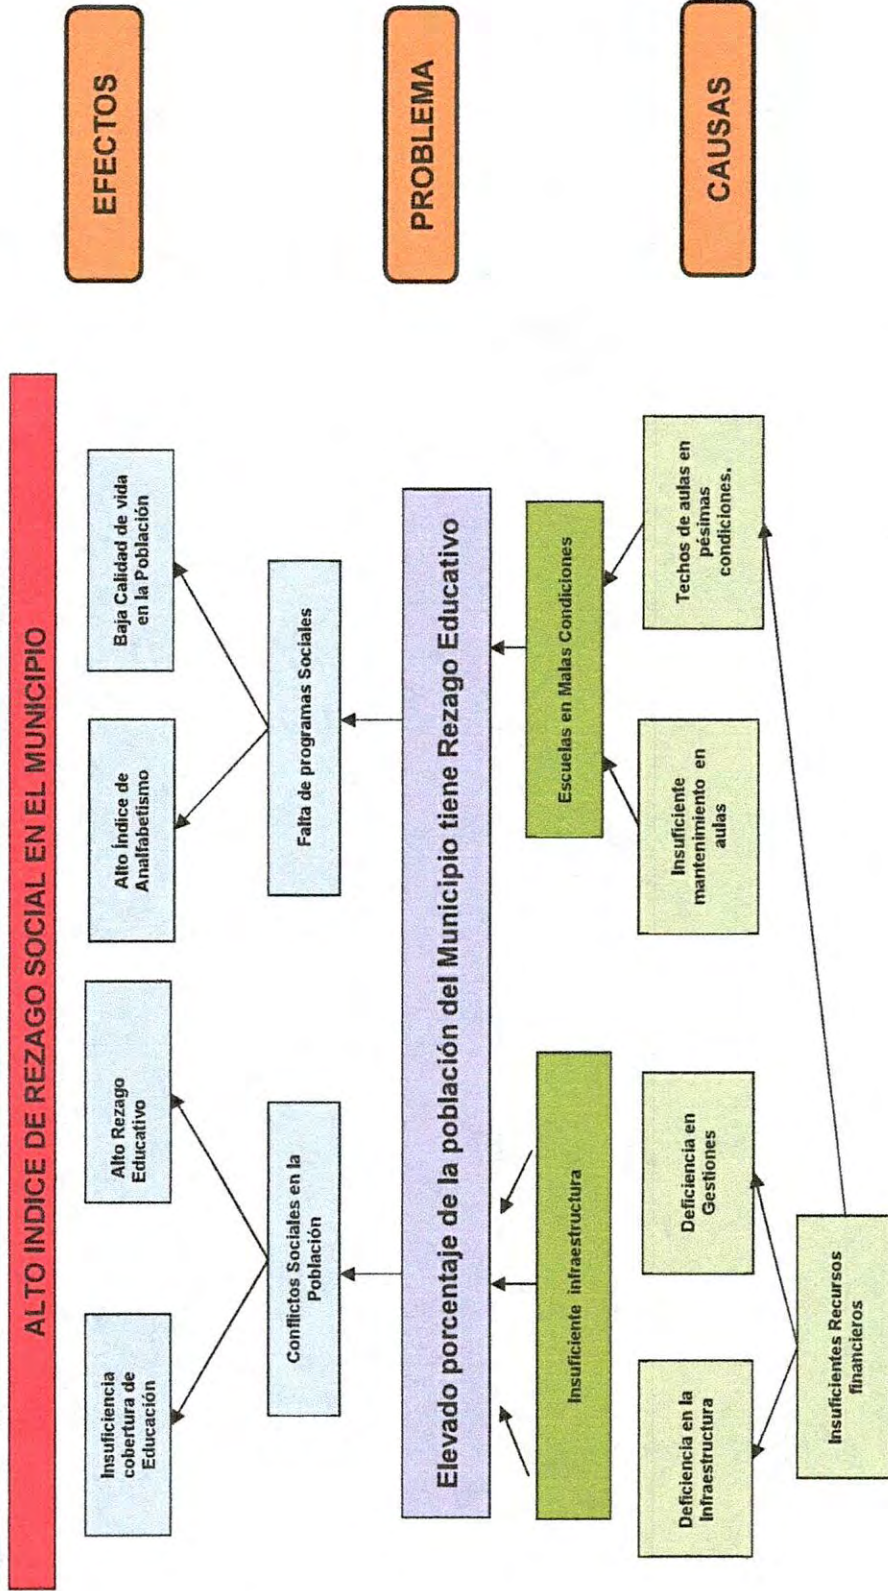 ALTO INDICE DE REZAGO SOCIAL EN EL MUNICIPIO
EFECTOS
Insuficiencia
cobertura de
Educación
Alto Rezago
Educativo
Alto Índice de
Analfabetismo
Baja Calidad de vida
en la Población
Conflictos Sociales en la
Población
Falta de programas Sociales
PROBLEMA
Elevado porcentaje de la población del Municipio tiene Rezago Educativo
Insuficiente infraestructura
Escuelas en Malas Condiciones
CAUSAS
Deficiencia en la
Infraestructura
Deficiencia en
Gestiones
Insuficiente
mantenimiento en
aulas
Techos de aulas en
pésimas
condiciones.
Insuficientes Recursos
financieros